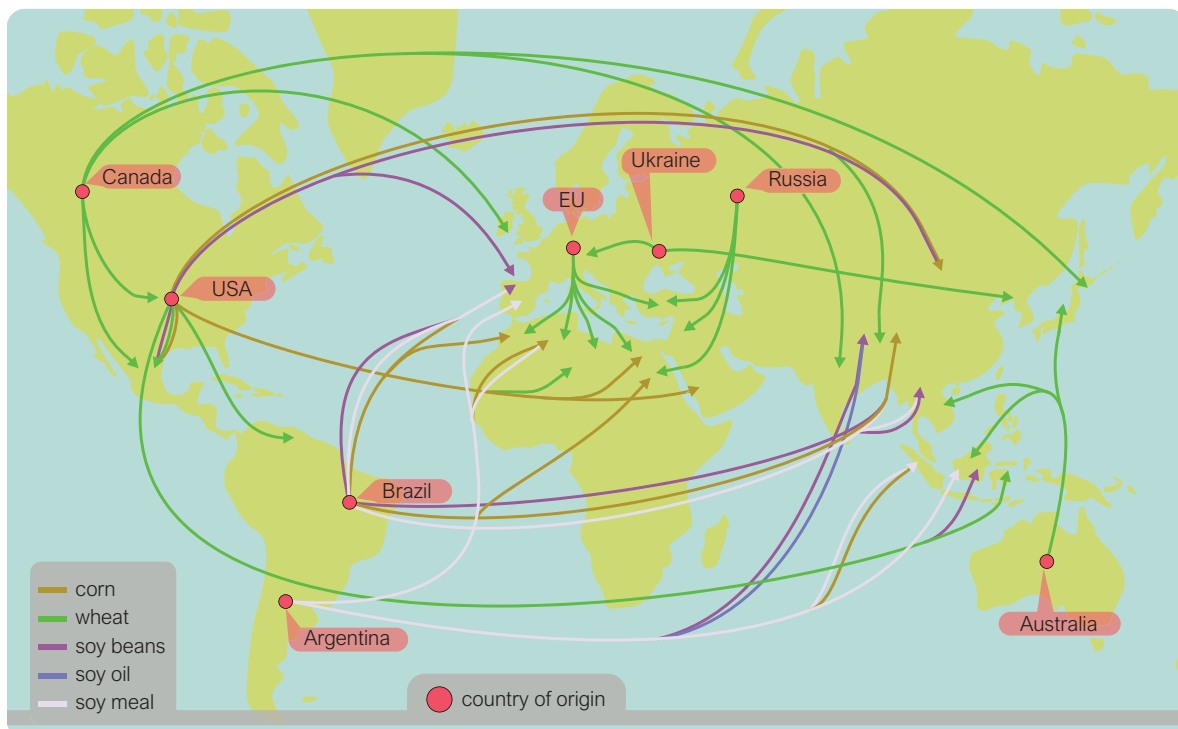 Canada
Ukraine
Russia
EU
USA
Brazil
Argentina
Australia
corn
wheat
soy beans
soy oil
soy meal
country of origin